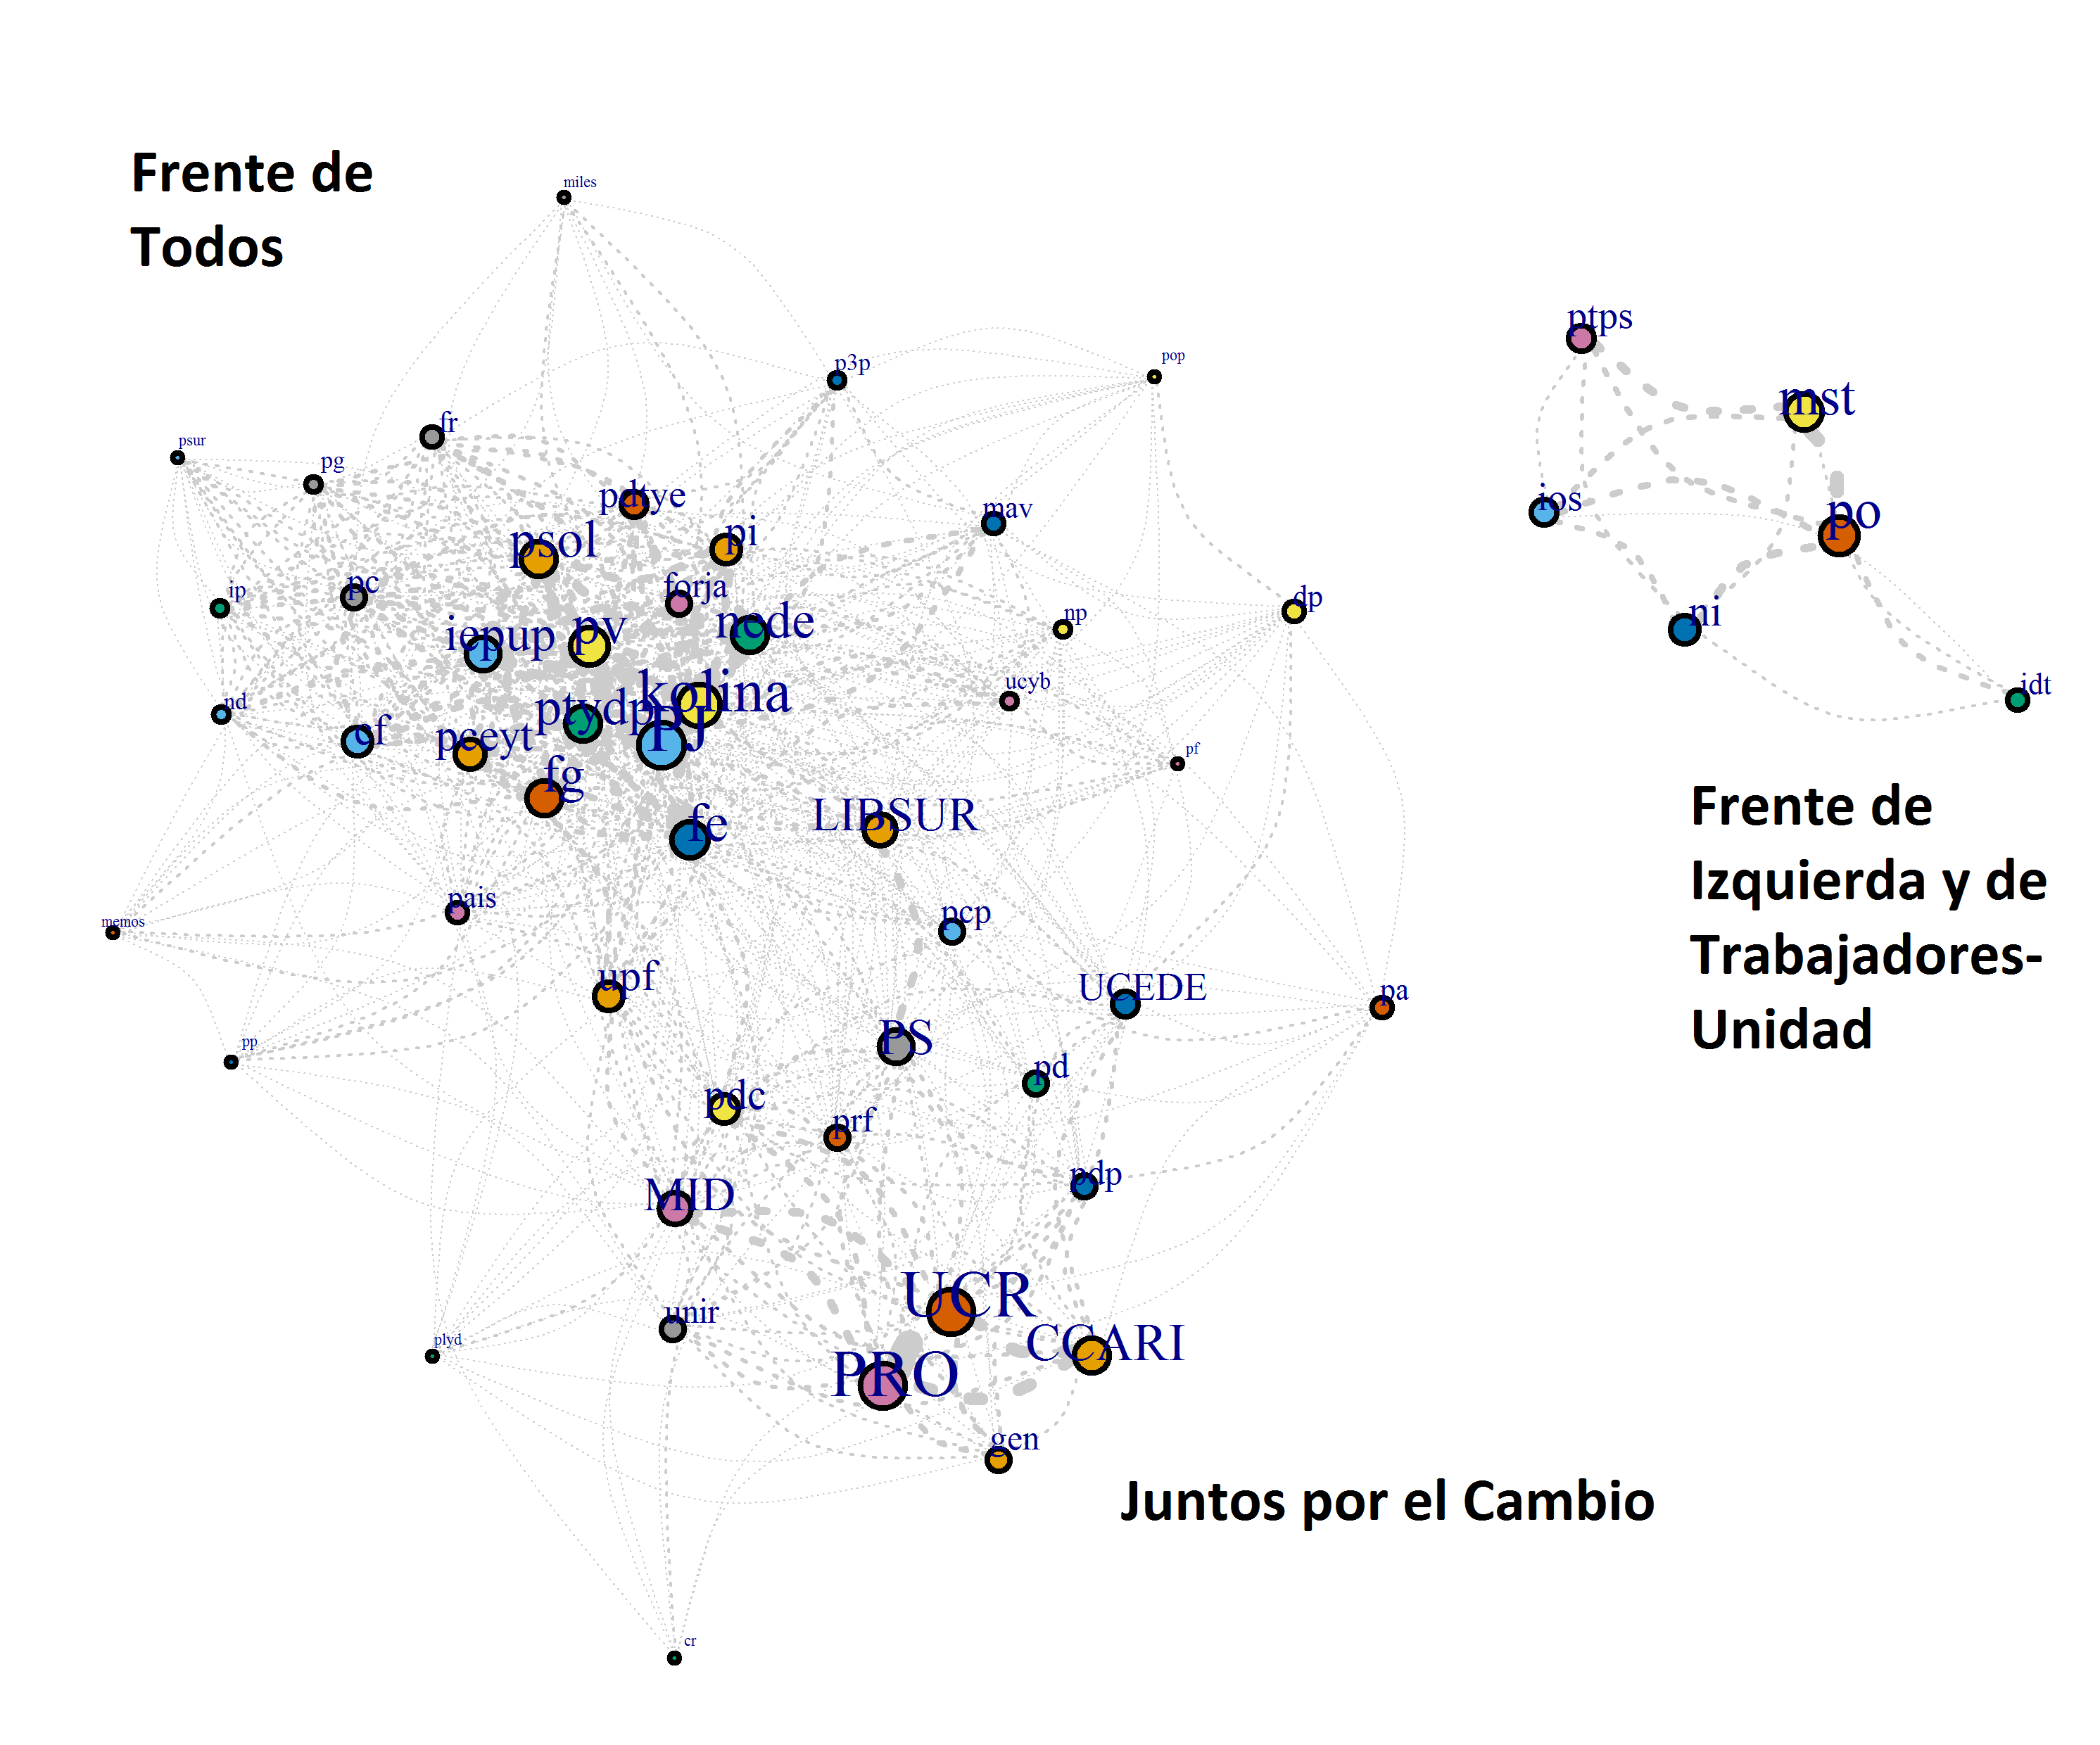 Frente de
Todos
miles
p3p
pop
ptps
mst
fr
psur
pg
pdtye
psol
pi
mav
ios
po
pc
forja
ip
iepup
pv
nede
np
dp
ni
ucyb
idt
nd
cf
kolina
ptydp
PJ
pceyt
fg
pf
fe
LIBSUR
Frente de
Izquierda y de
Trabajadores-
Unidad
pais
memos
pcp
upf
UCEDE
pa
pp
PS
pd
pdc
prf
pdp
MID
unir
UCR
CCARI
plyd
PRO
gen
Juntos por el Cambio
cr